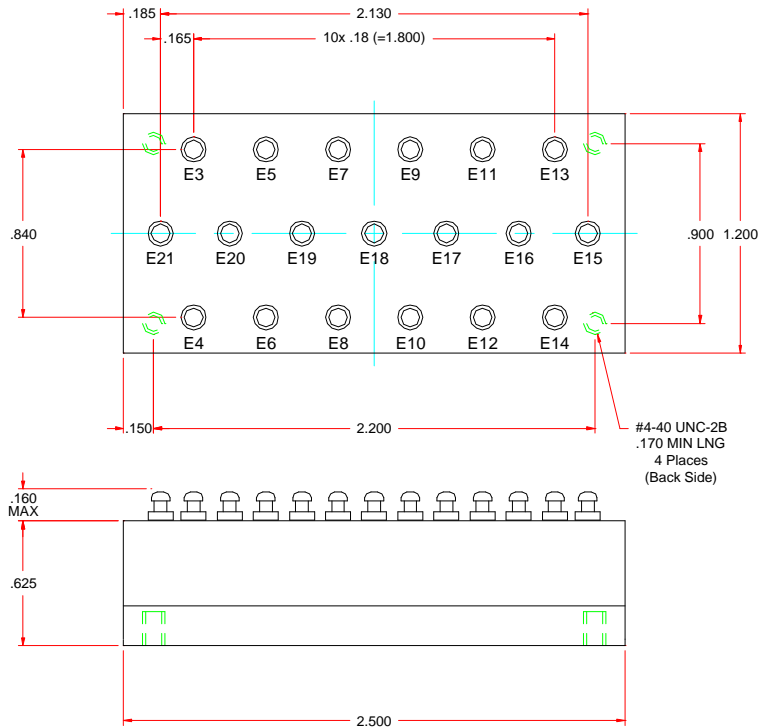 .185
2.130
.165
10x .18 (=1.800)
E3 E5 E7 E9 E11 E13
.840
.900
1.200
E21 E20 E19 E18 E17 E16 E15
E4 E6 E8 E10 E12 E14
.150
2.200
#4-40 UNC-2B
.170 MIN LNG
4 Places
(Back Side)
.160
MAX
.625
2.500